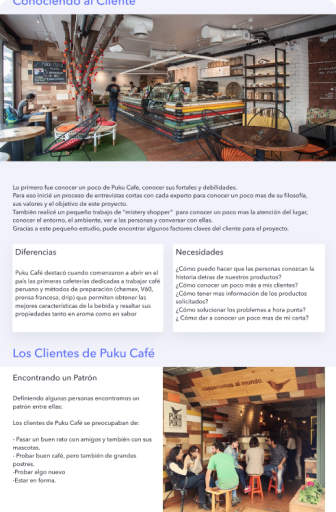 Conociendo al Cliente
Lo primero fue conocer un poco de Puku Cafe, conocer sus fortales y debilidades.
Para eso inicié un proceso de entrevistas cortas con cada experto para conocer un poco mas de su filosofía,
sus valores y el objetivo de este proyecto.
También realicé un pequeño trabajo de "mistery shopper" para conocer un poco mas la atención del lugar,
conocer el entorno, el ambiente, ver a las personas y conversar con ellas.
Gracias a este pequeño estudio, pude encontrar algunos factores claves del cliente para el proyecto.
Diferencias
Puku Café destacó cuando comenzaron a abrir en el
país las primeras cafeterías dedicadas a trabajar café
peruano y métodos de preparación (chemex, V60,
prensa francesa, drip) que permiten obtener las
mejores características de la bebida y resaltar sus
propiedades tanto en aroma como en sabor
Necesidades
¿Cómo puedo hacer que las personas conozcan la
historia detras de nuestros productos?
¿Cómo conocer un poco más a mis clientes?
¿Cómo tener mas información de los productos
solicitados?
¿Cómo solucionar los problemas a hora punta?
¿ Cómo dar a conocer un poco mas de mi carta?
Los Clientes de Puku Café
Encontrando un Patrón
Definiendo algunas personas encontramos un
patrón entre ellas:
Los clientes de Puku Café se preocupaban de:
- Pasar un buen rato con amigos y también con sus
mascotas.
- Probar buen café, pero también de grandes
postres.
-Probar algo nuevo
-Estar en forma.